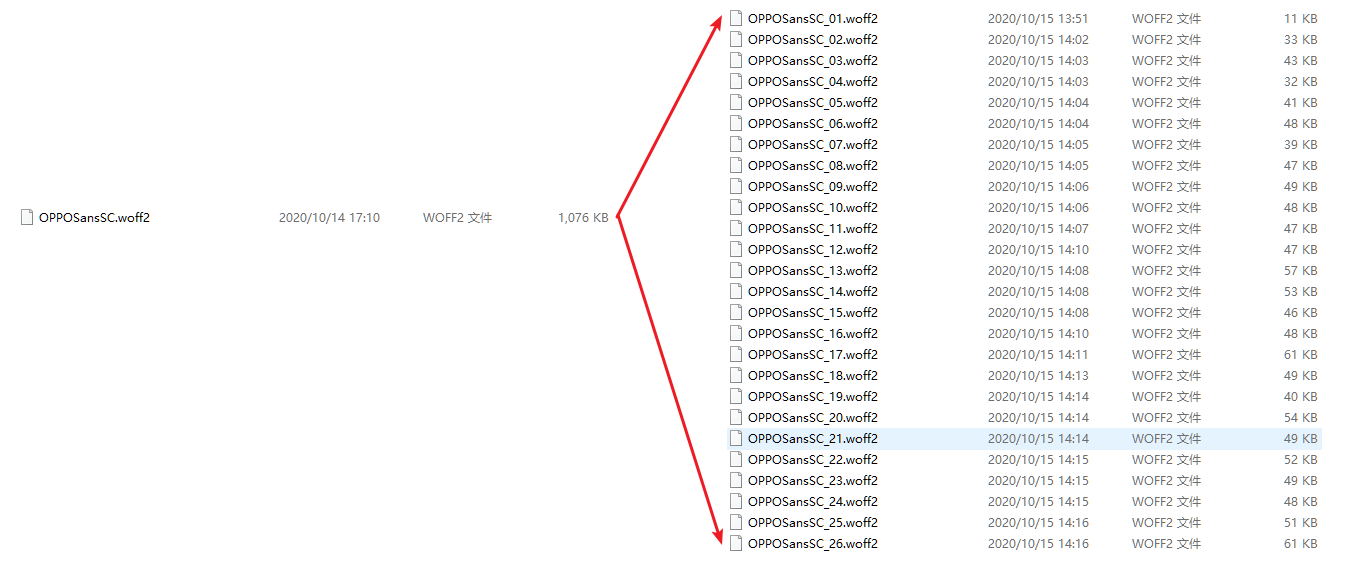 OPPOSansSC.woff2 2020/10/14 17:10 WOFF2 文件 1,076 KB
OPPOSansSC_01.woff2 2020/10/15 13:51 WOFF2 文件 11 KB
OPPOSansSC_02.woff2 2020/10/15 14:02 WOFF2 文件 33 KB
OPPOSansSC_03.woff2 2020/10/15 14:03 WOFF2 文件 43 KB
OPPOSansSC_04.woff2 2020/10/15 14:03 WOFF2 文件 32 KB
OPPOSansSC_05.woff2 2020/10/15 14:04 WOFF2 文件 41 KB
OPPOSansSC_06.woff2 2020/10/15 14:04 WOFF2 文件 48 KB
OPPOSansSC_07.woff2 2020/10/15 14:05 WOFF2 文件 39 KB
OPPOSansSC_08.woff2 2020/10/15 14:05 WOFF2 文件 47 KB
OPPOSansSC_09.woff2 2020/10/15 14:06 WOFF2 文件 49 KB
OPPOSansSC_10.woff2 2020/10/15 14:06 WOFF2 文件 48 KB
OPPOSansSC_11.woff2 2020/10/15 14:07 WOFF2 文件 47 KB
OPPOSansSC_12.woff2 2020/10/15 14:10 WOFF2 文件 47 KB
OPPOSansSC_13.woff2 2020/10/15 14:08 WOFF2 文件 57 KB
OPPOSansSC_14.woff2 2020/10/15 14:08 WOFF2 文件 53 KB
OPPOSansSC_15.woff2 2020/10/15 14:08 WOFF2 文件 46 KB
OPPOSansSC_16.woff2 2020/10/15 14:10 WOFF2 文件 48 KB
OPPOSansSC_17.woff2 2020/10/15 14:11 WOFF2 文件 61 KB
OPPOSansSC_18.woff2 2020/10/15 14:13 WOFF2 文件 49 KB
OPPOSansSC_19.woff2 2020/10/15 14:14 WOFF2 文件 40 KB
OPPOSansSC_20.woff2 2020/10/15 14:14 WOFF2 文件 54 KB
OPPOSansSC_21.woff2 2020/10/15 14:14 WOFF2 文件 49 KB
OPPOSansSC_22.woff2 2020/10/15 14:15 WOFF2 文件 52 KB
OPPOSansSC_23.woff2 2020/10/15 14:15 WOFF2 文件 49 KB
OPPOSansSC_24.woff2 2020/10/15 14:15 WOFF2 文件 48 KB
OPPOSansSC_25.woff2 2020/10/15 14:16 WOFF2 文件 51 KB
OPPOSansSC_26.woff2 2020/10/15 14:16 WOFF2 文件 61 KB